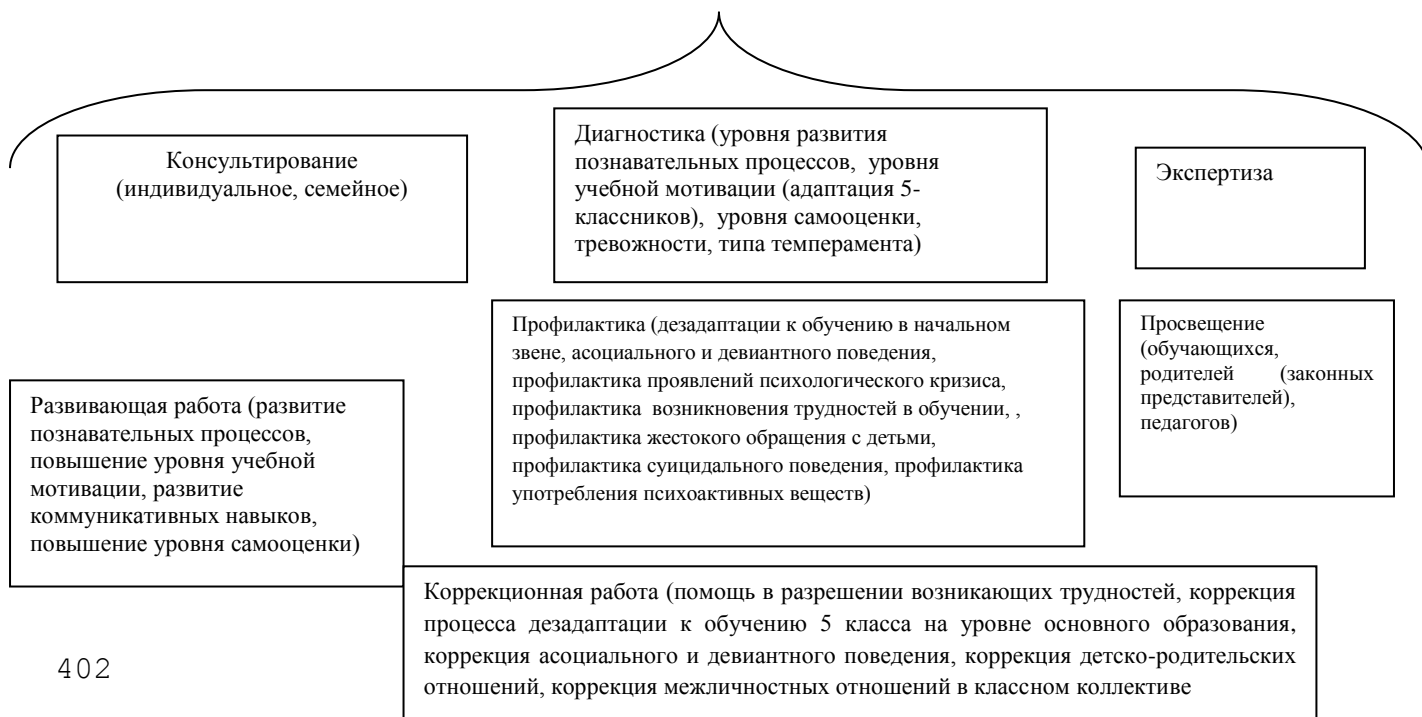 Консультирование
(индивидуальное, семейное)
Диагностика (уровня развития
познавательных процессов, уровня
учебной мотивации (адаптация 5-
классников), уровня самооценки,
тревожности, типа темперамента)
Экспертиза
Профилактика (дезадаптации к обучению в начальном
звене, асоциального и девиантного поведения,
профилактика проявлений психологического кризиса,
профилактика возникновения трудностей в обучении, ,
профилактика жестокого обращения с детьми,
профилактика суицидального поведения, профилактика
употребления психоактивных веществ)
Просвещение
(обучающихся,
родителей (законных
представителей),
педагогов)
Развивающая работа (развитие
познавательных процессов,
повышение уровня учебной
мотивации, развитие
коммуникативных навыков,
повышение уровня самооценки)
Коррекционная работа (помощь в разрешении возникающих трудностей, коррекция
процесса дезадаптации к обучению 5 класса на уровне основного образования,
коррекция асоциального и девиантного поведения, коррекция детско-родительских
отношений, коррекция межличностных отношений в классном коллективе
402